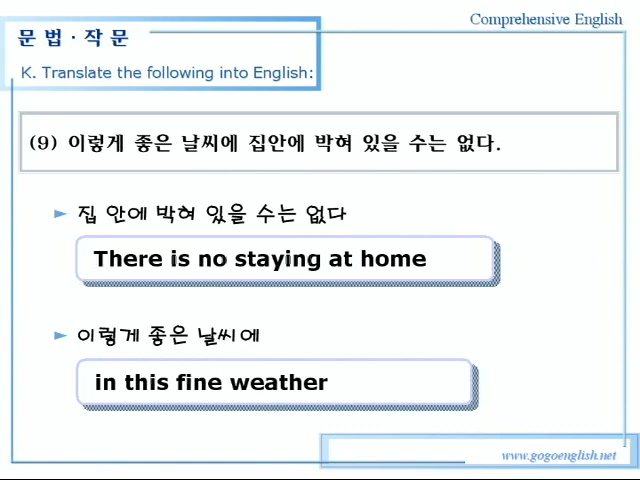 Comprehensive English
문 법 · 작 문
K. Translate the following into English:
(9) 이렇게 좋은 날씨에 집안에 박혀 있을 수는 없다.
► 집 안에 박혀 있을 수는 없다
There is no staying at home
► 이렇게 좋은 날씨에
in this fine weather
www.gogoenglish.net